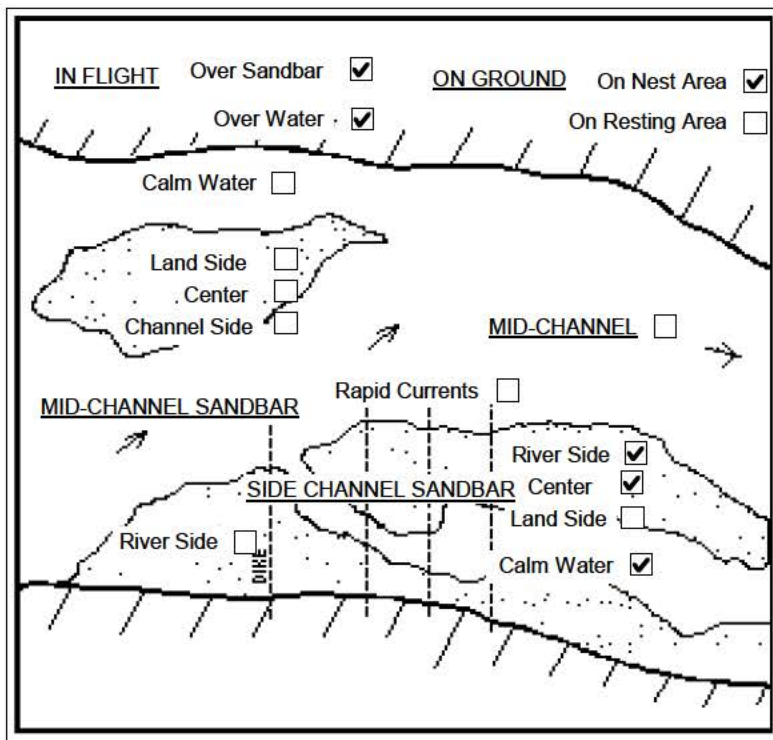 IN FLIGHT Over Sandbar ON GROUND On Nest Area
Over Water On Resting Area
Calm Water
Land Side
Center
Channel Side
MID-CHANNEL
Rapid Currents
MID-CHANNEL SANDBAR
River Side
SIDE CHANNEL SANDBAR Center
Land Side
River Side
DIKE
Calm Water